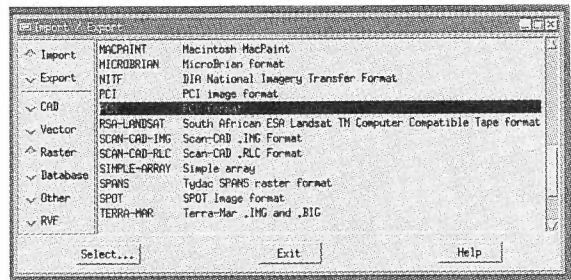 Import / Export
Import
Export
CAD
Vector
Raster
Database
Other
RVF
MACPAINT Macintosh MacPaint
MICROBRIAN MicroBrian format
NITF DIA National Imagery Transfer Format
PCI PCI image format
PCX PCX format
RSA-LANDSAT South African ESA Landsat TM Computer Compatible Tape format
SCAN-CAD-IMG Scan-CAD .IMG Format
SCAN-CAD-RLC Scan-CAD .RLC Format
SIMPLE-ARRAY Simple array
SPANS Tydac SPANS raster format
SPOT SPOT Image format
TERRA-MAR Terra-Mar .IMG and .BIG
Select... Exit Help